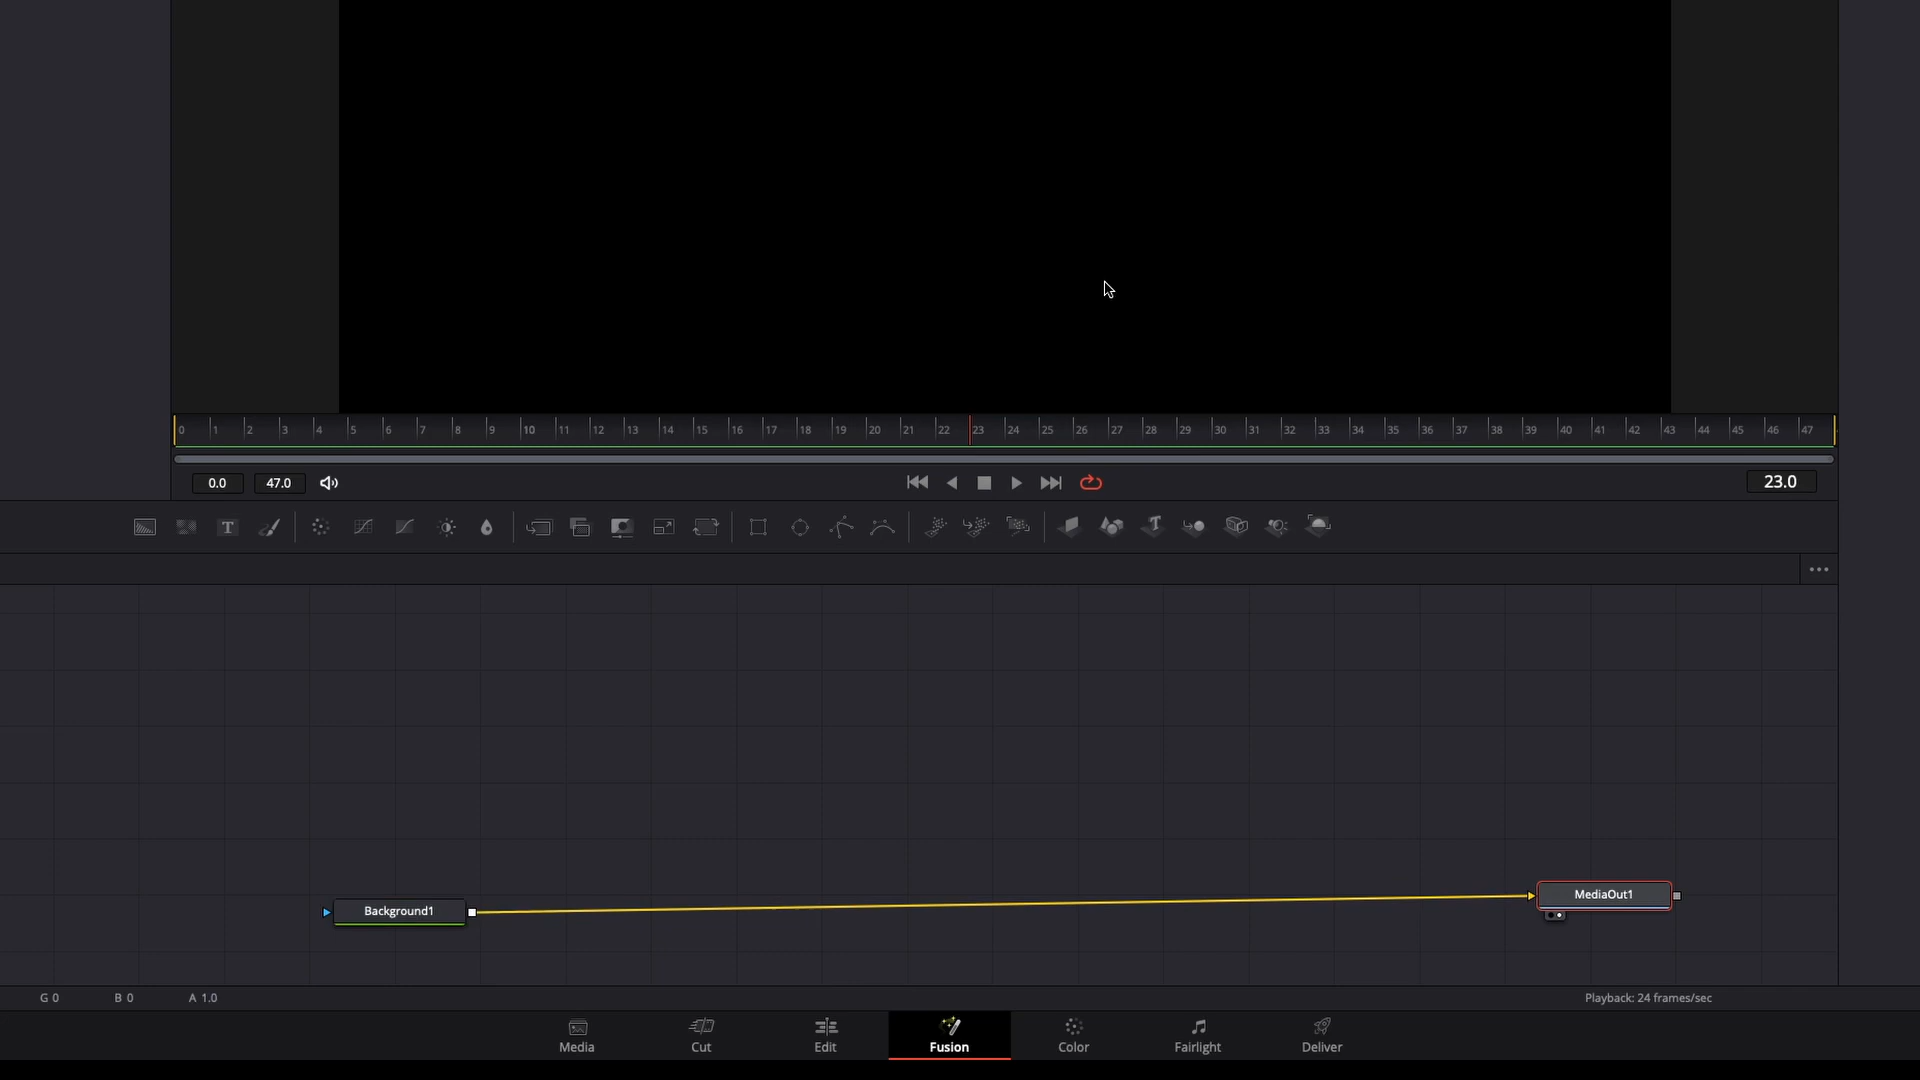 0 1 2 3 4 5 6 7 8 9 10 11 12 13 14 15 16 17 18 19 20 21 22 23 24 25 26 27 28 29 30 31 32 33 34 35 36 37 38 39 40 41 42 43 44 45 46 47
0.0 47.0 23.0
T
Background1 MediaOut1
G 0 B 0 A 1.0 Playback: 24 frames/sec
Media Cut Edit Fusion Color Fairlight Deliver